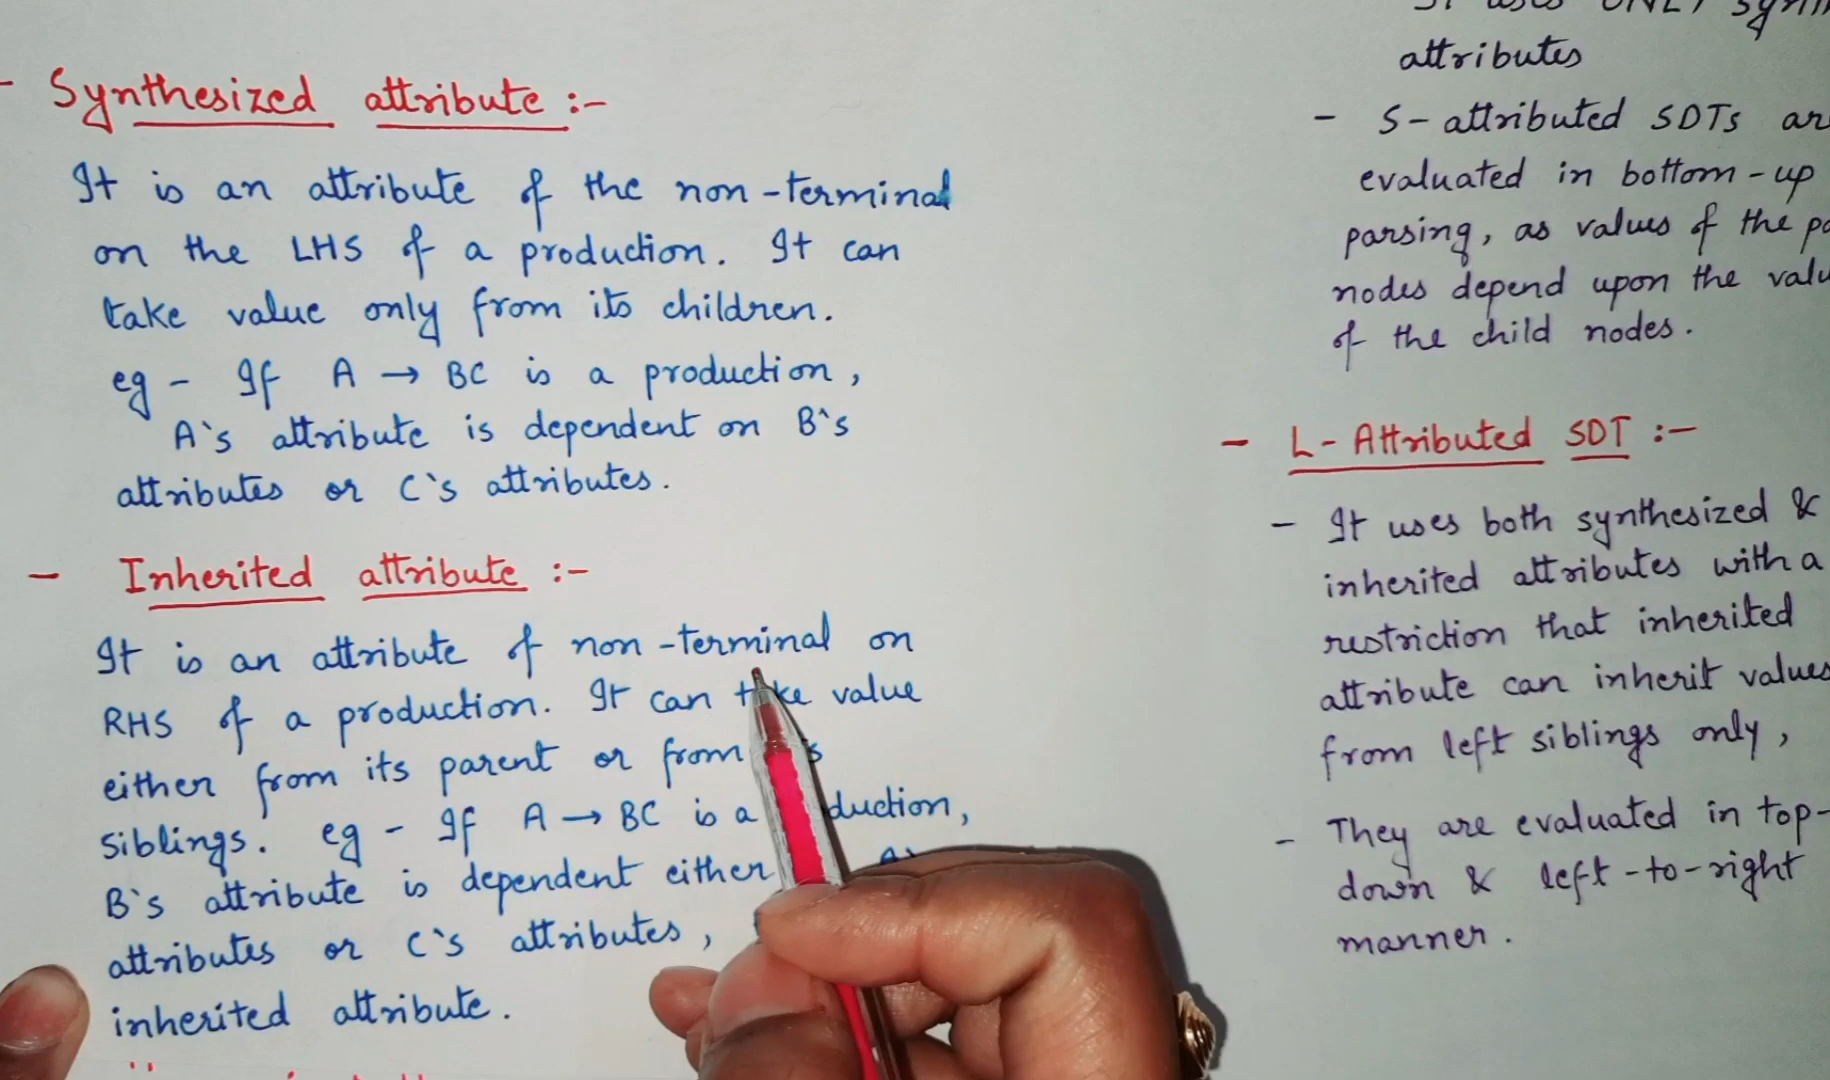 - Synthesized attribute :-
It is an attribute of the non-terminal
on the LHS of a production. It can
take value only from its children.
eg - If A → BC is a production,
A's attribute is dependent on B's
attributes or C's attributes.
- Inherited attribute :-
It is an attribute of non-terminal on
RHS of a production. It can take value
either from its parent or from
siblings. eg - If A → BC is a duction,
B's attribute is dependent either
attributes or C's attributes,
inherited attribute.
attributes
- S-attributed SDTs ar
evaluated in bottom-up
parsing, as values of the pa
nodes depend upon the valu
of the child nodes.
- L-Attributed SDT :-
- It uses both synthesized &
inherited attributes with a
restriction that inherited
attribute can inherit values
from left siblings only,
- They are evaluated in top-
down & left-to-right
manner.